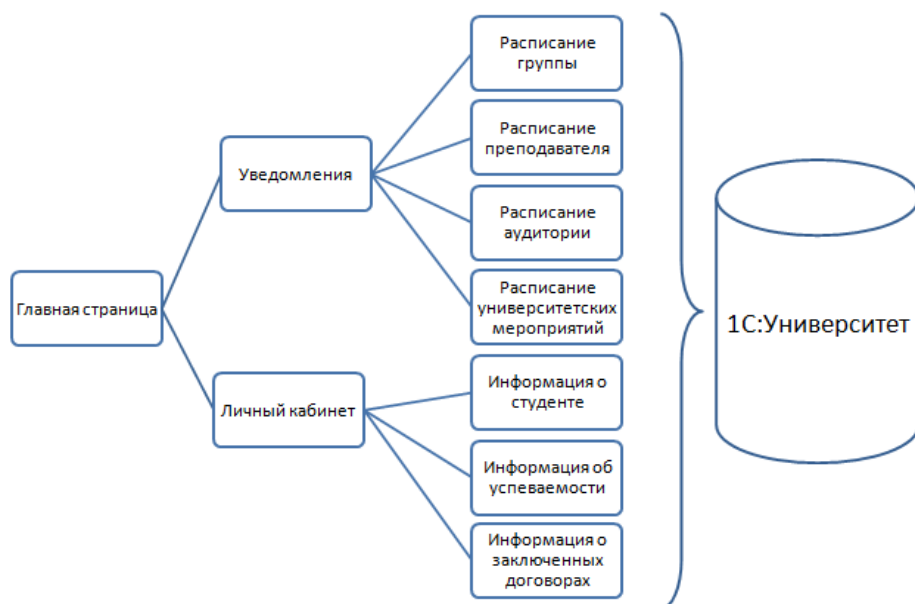 Расписание
группы
Расписание
преподавателя
Уведомления
Расписание
аудитории
Главная страница
Расписание
университетских
мероприятий
1С:Университет
Личный кабинет
Информация о
студенте
Информация об
успеваемости
Информация о
заключенных
договорах